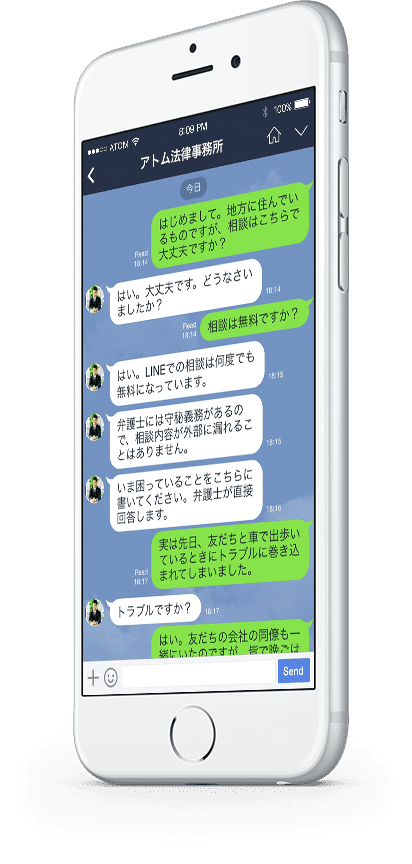 ATOM
8:09 PM
100%
アトム法律事務所
今日
はじめまして。地方に住んでい
るものですが、相談はこちらで
大丈夫ですか？
Read
18:14
はい。大丈夫です。どうなさい
ましたか？
18:14
相談は無料ですか？
Read
18:14
はい。LINEでの相談は何度でも
無料になっています。
18:15
弁護士には守秘義務があるの
で、相談内容が外部に漏れるこ
とはありません。
18:15
いま困っていることをこちらに
書いてください。弁護士が直接
回答します。
18:16
実は先日、友だちと車で出歩い
ているときにトラブルに巻き込
まれてしまいました。
Read
18:17
トラブルですか？
18:17
はい。友だちの会社の同僚も一
緒にいたのですが、皆で晩ごは
Send